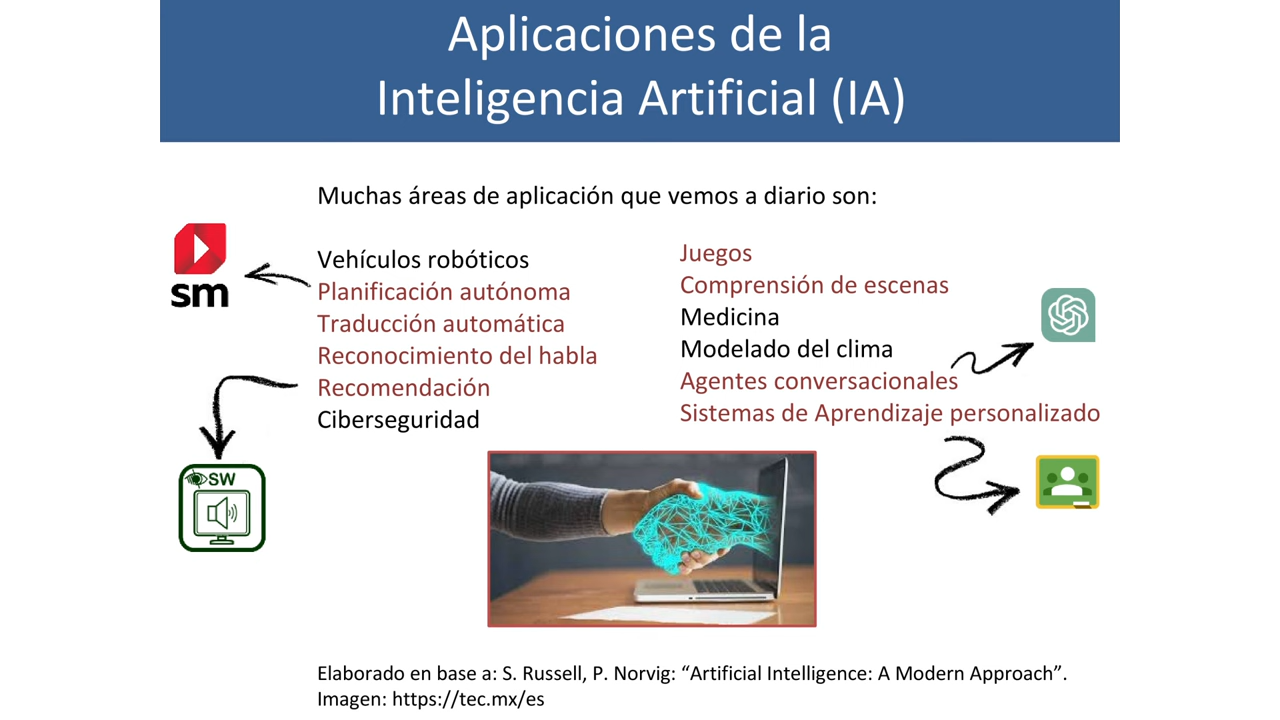 Aplicaciones de la
Inteligencia Artificial (IA)
Muchas áreas de aplicación que vemos a diario son:
sm
Vehículos robóticos
Planificación autónoma
Traducción automática
Reconocimiento del habla
Recomendación
Ciberseguridad
SW
Juegos
Comprensión de escenas
Medicina
Modelado del clima
Agentes conversacionales
Sistemas de Aprendizaje personalizado
Elaborado en base a: S. Russell, P. Norvig: “Artificial Intelligence: A Modern Approach”.
Imagen: https://tec.mx/es